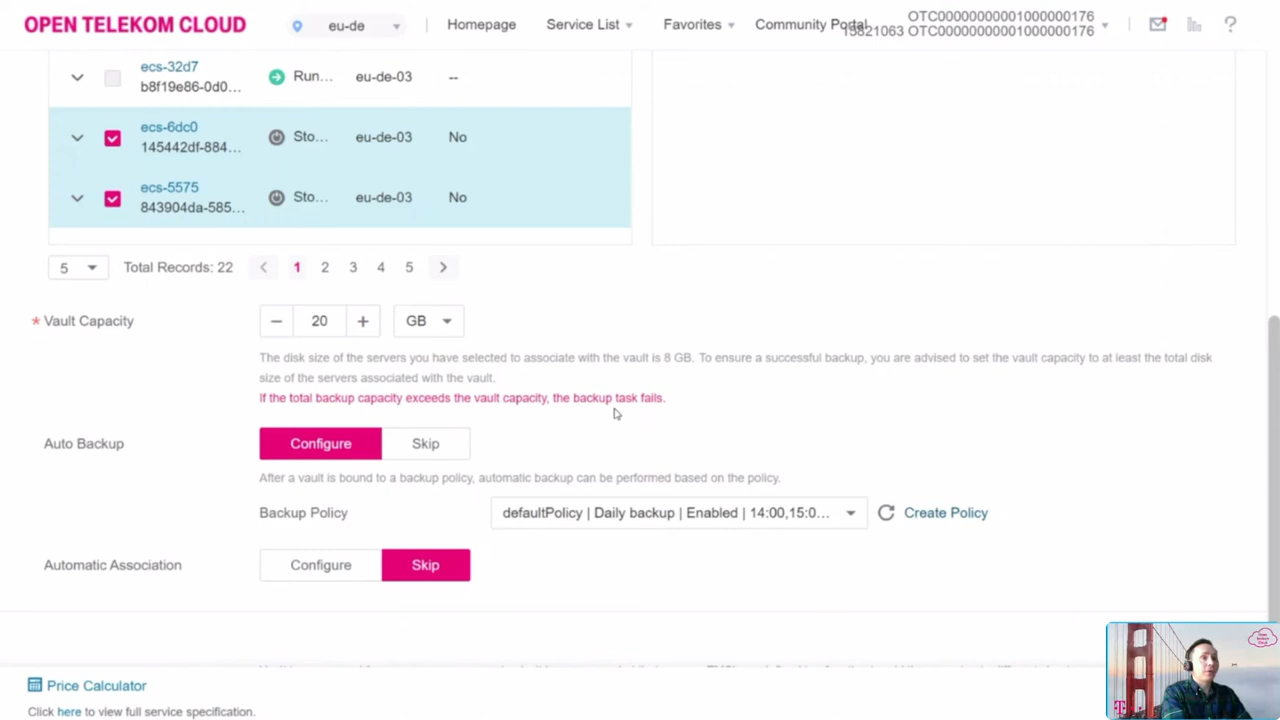 OPEN TELEKOM CLOUD
eu-de
Homepage
Service List
Favorites
Community Portal
OTC00000000001000000176
15821063 OTC00000000001000000176
?
ecs-32d7
b8f19e86-0d0...
Run...
eu-de-03
--
ecs-6dc0
145442df-884...
Sto...
eu-de-03
No
ecs-5575
843904da-585...
Sto...
eu-de-03
No
5
Total Records: 22
< 1 2 3 4 5 >
* Vault Capacity
− 20 +
GB
The disk size of the servers you have selected to associate with the vault is 8 GB. To ensure a successful backup, you are advised to set the vault capacity to at least the total disk
size of the servers associated with the vault.
If the total backup capacity exceeds the vault capacity, the backup task fails.
Auto Backup
Configure
Skip
After a vault is bound to a backup policy, automatic backup can be performed based on the policy.
Backup Policy
defaultPolicy | Daily backup | Enabled | 14:00,15:0...
Create Policy
Automatic Association
Configure
Skip
Price Calculator
Click here to view full service specification.